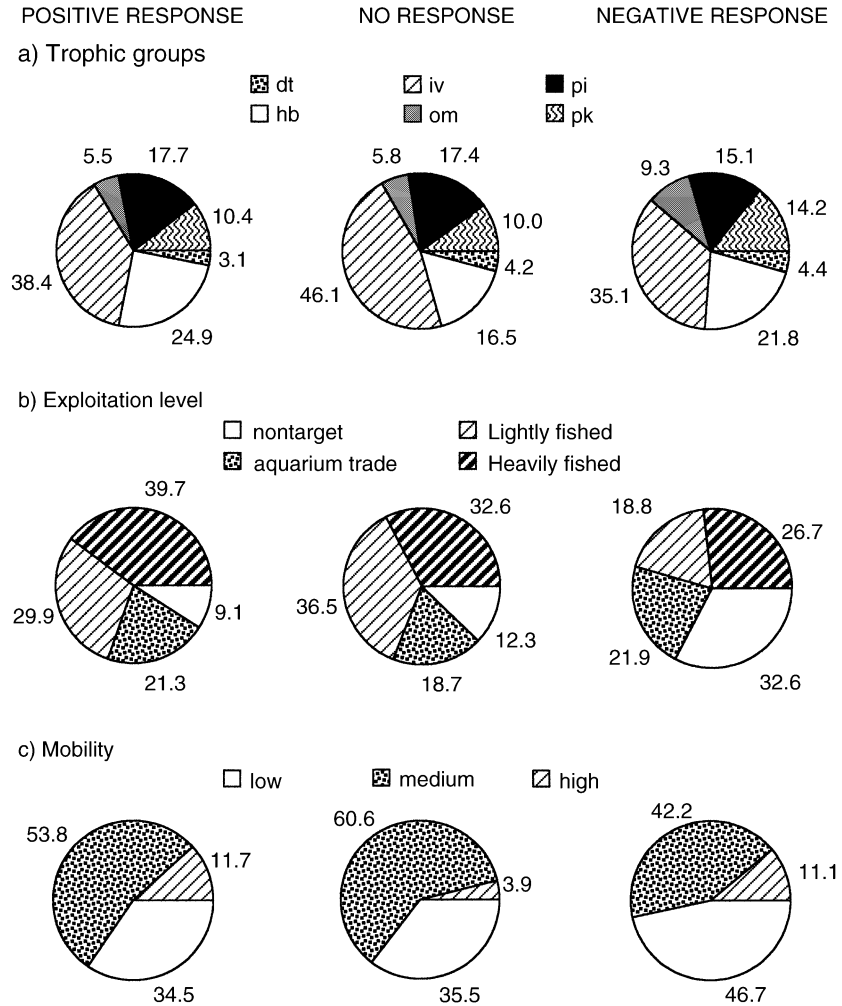 POSITIVE RESPONSE NO RESPONSE NEGATIVE RESPONSE
a) Trophic groups
dt iv pi
hb om pk
5.5 17.7 5.8 17.4 9.3 15.1
10.4 10.0 14.2
3.1 4.2 4.4
38.4 46.1 35.1
24.9 16.5 21.8
b) Exploitation level
nontarget Lightly fished
aquarium trade Heavily fished
39.7 32.6 18.8 26.7
29.9 9.1 36.5 12.3 21.9
21.3 18.7 32.6
c) Mobility
low medium high
53.8 60.6 42.2
11.7 3.9 11.1
34.5 35.5 46.7